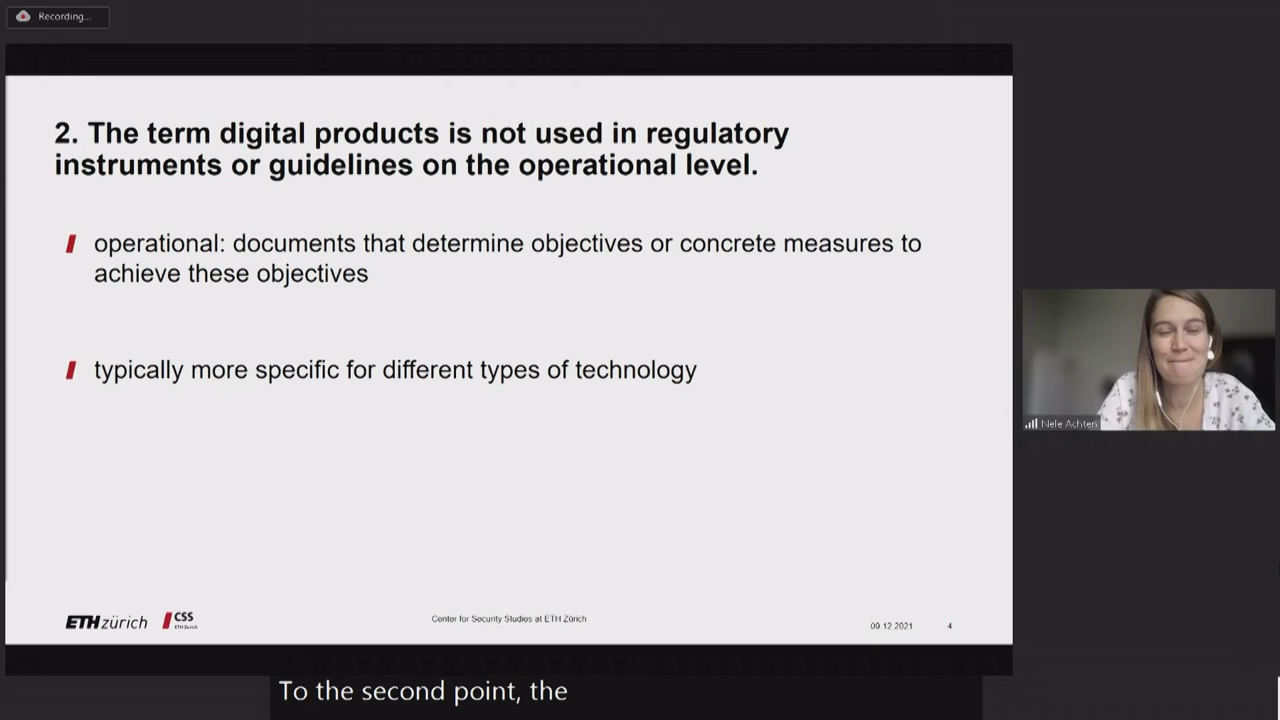 Recording...
2. The term digital products is not used in regulatory
instruments or guidelines on the operational level.
operational: documents that determine objectives or concrete measures to
achieve these objectives
typically more specific for different types of technology
Nele Achten
ETH zürich
CSS
ETH Zürich
Center for Security Studies at ETH Zürich
09.12.2021
4
To the second point, the